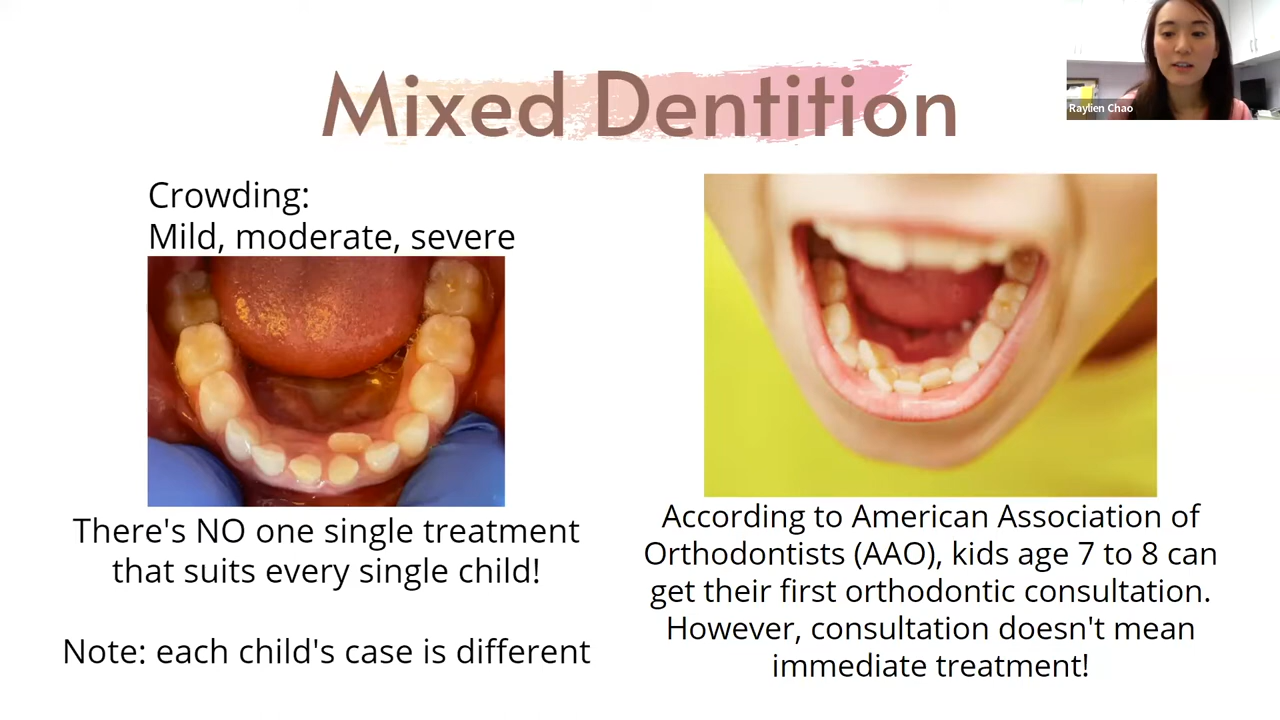 Mixed Dentition
Raylien Chao
Crowding:
Mild, moderate, severe
There's NO one single treatment
that suits every single child!
Note: each child's case is different
According to American Association of
Orthodontists (AAO), kids age 7 to 8 can
get their first orthodontic consultation.
However, consultation doesn't mean
immediate treatment!